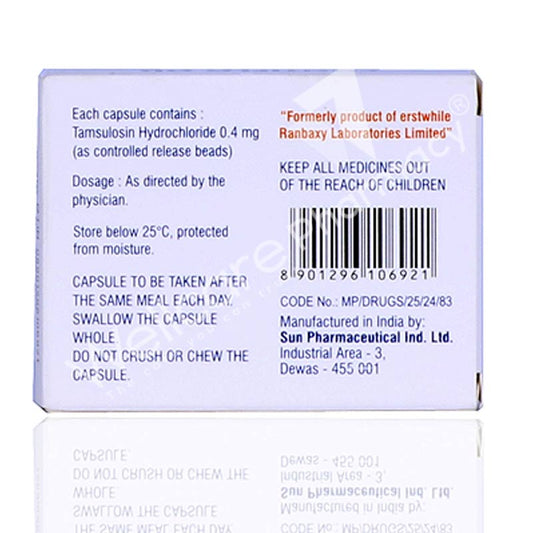 Each capsule contains :
Tamsulosin Hydrochloride 0.4 mg
(as controlled release beads)
Dosage : As directed by the
physician.
Store below 25°C, protected
from moisture.
CAPSULE TO BE TAKEN AFTER
THE SAME MEAL EACH DAY.
SWALLOW THE CAPSULE
WHOLE.
DO NOT CRUSH OR CHEW THE
CAPSULE.
"Formerly product of erstwhile
Ranbaxy Laboratories Limited"
KEEP ALL MEDICINES OUT
OF THE REACH OF CHILDREN
8 901296 106921
CODE No.: MP/DRUGS/25/24/83
Manufactured in India by:
Sun Pharmaceutical Ind. Ltd.
Industrial Area - 3,
Dewas - 455 001
Wellcare Pharmacy®